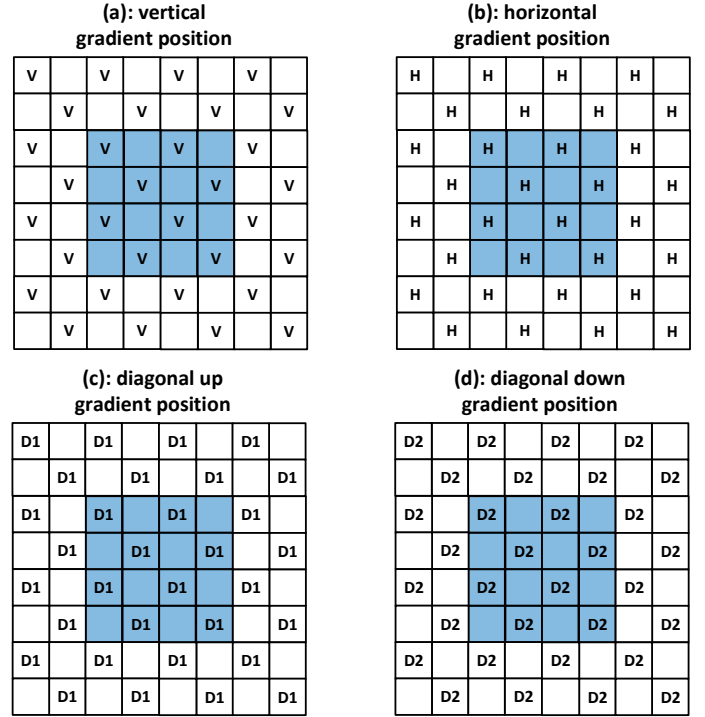 (a): vertical
gradient position
V V V V
V V V V
V V V V
V V V V
V V V V
V V V V
V V V V
V V V V
(b): horizontal
gradient position
H H H H
H H H H
H H H H
H H H H
H H H H
H H H H
H H H H
H H H H
(c): diagonal up
gradient position
D1 D1 D1 D1
D1 D1 D1 D1
D1 D1 D1 D1
D1 D1 D1 D1
D1 D1 D1 D1
D1 D1 D1 D1
D1 D1 D1 D1
D1 D1 D1 D1
(d): diagonal down
gradient position
D2 D2 D2 D2
D2 D2 D2 D2
D2 D2 D2 D2
D2 D2 D2 D2
D2 D2 D2 D2
D2 D2 D2 D2
D2 D2 D2 D2
D2 D2 D2 D2